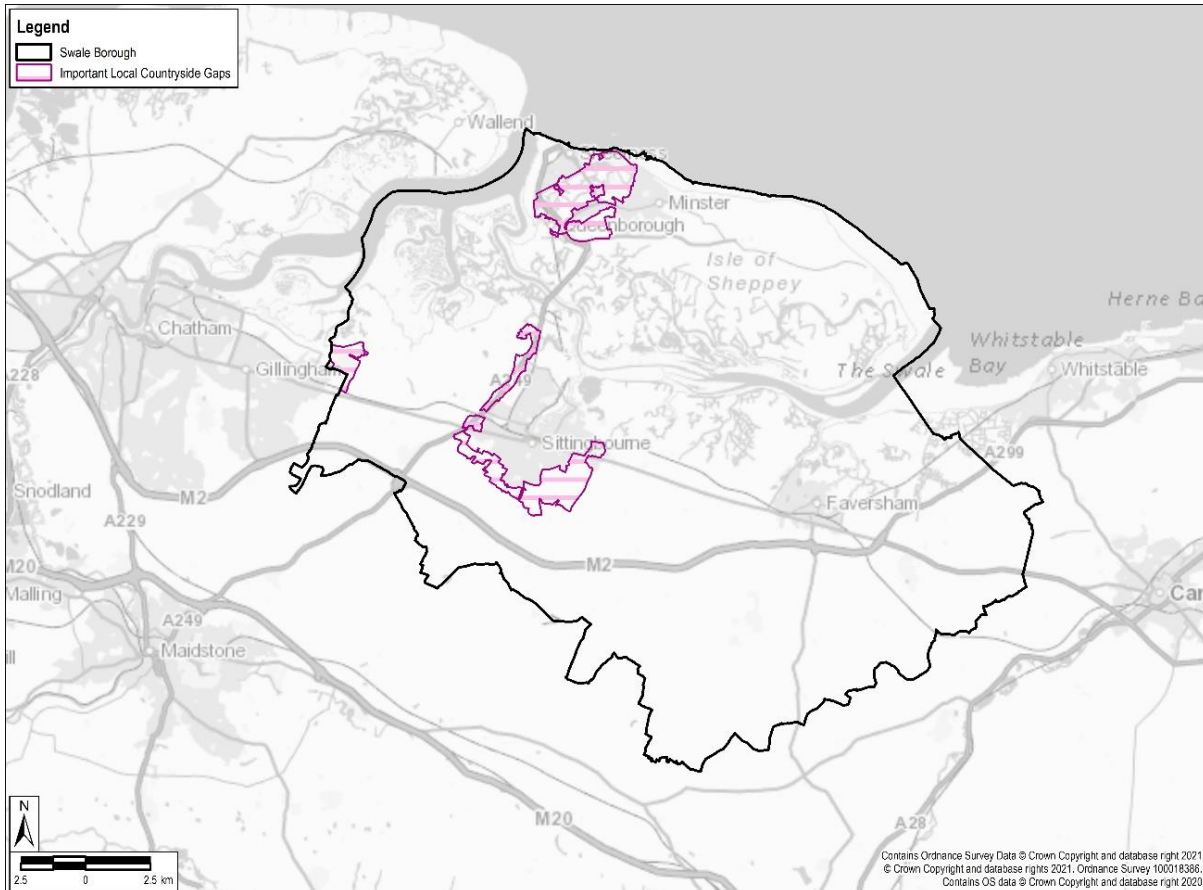 Legend
Swale Borough
Important Local Countryside Gaps
Wallend
Minster
Queenborough
Isle of
Sheppey
Herne Ba
Chatham
Whitstable
Bay
Gillingham
The Swale
Whitstable
A228
A249
Sittingbourne
A299
Snodland
M2
Faversham
A229
M2
M20
Malling
Can
A249
Maidstone
ill
N
M20
A28
2.5 0 2.5 km
Contains Ordnance Survey Data © Crown Copyright and database right 2021
© Crown Copyright and database rights 2021. Ordnance Survey 100018386.
Contains OS data © Crown Copyright and database right 2020